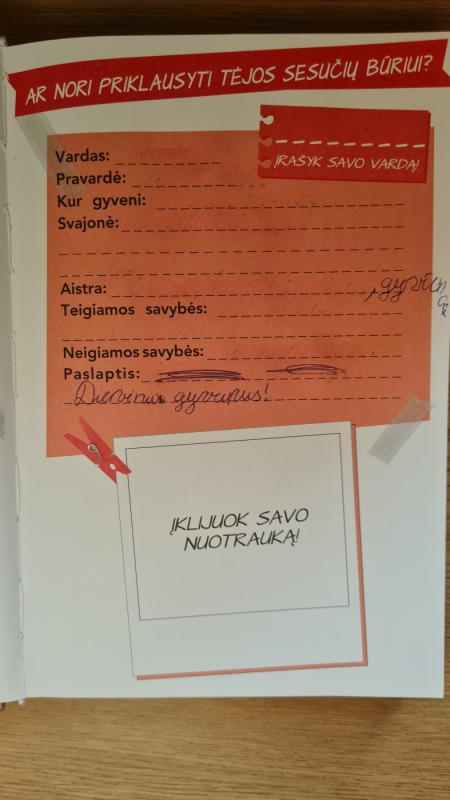 AR NORI PRIKLAUSYTI TĖJOS SESUČIŲ BŪRIUI?
ĮRAŠYK SAVO VARDĄ!
Vardas:
Pravardė:
Kur gyveni:
Svajonė:
Aistra:
Teigiamos savybės:
Neigiamos savybės:
Paslaptis:
gyvunus!
ĮKLIJUOK SAVO
NUOTRAUKĄ!